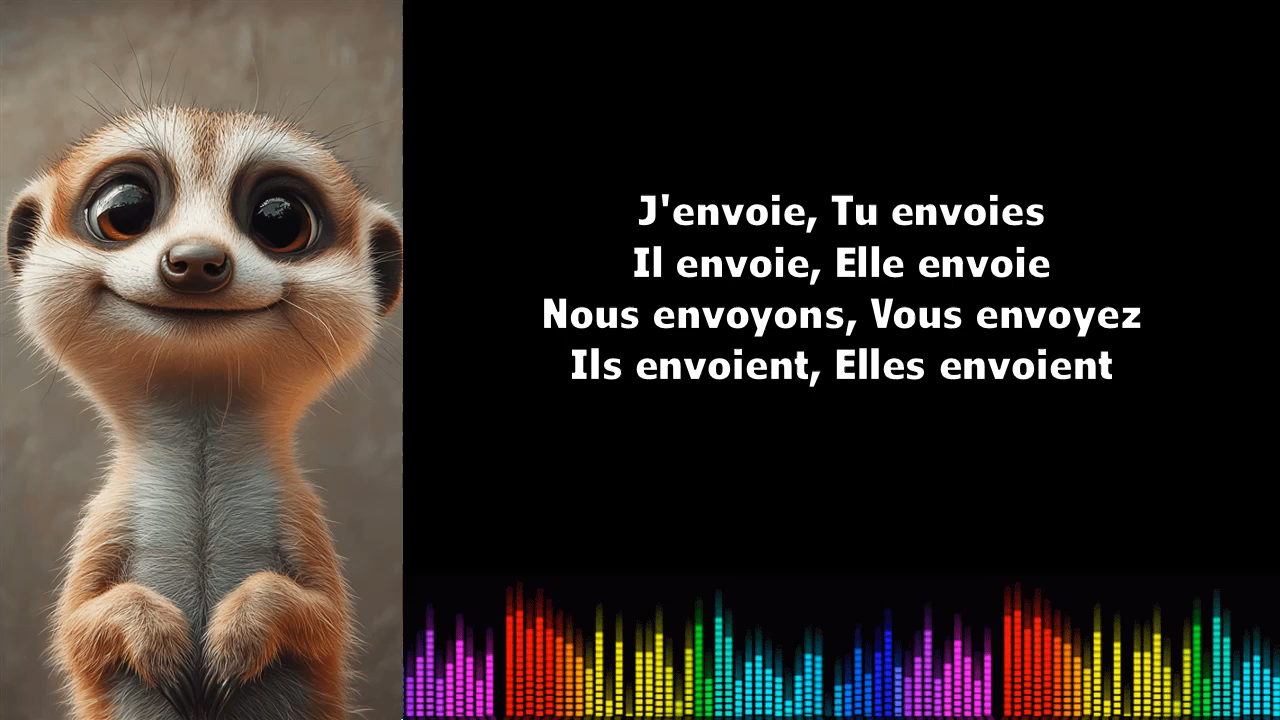 J'envoie, Tu envoies
Il envoie, Elle envoie
Nous envoyons, Vous envoyez
Ils envoient, Elles envoient